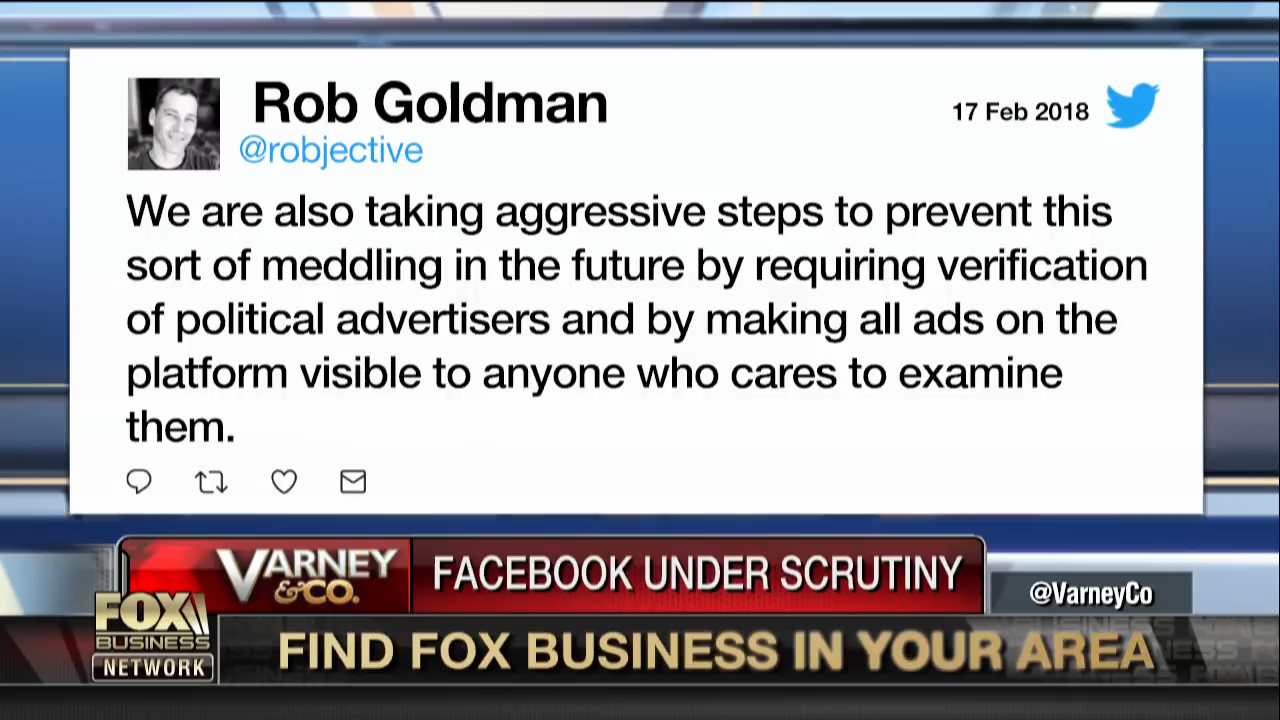 Rob Goldman
17 Feb 2018
@robjective
We are also taking aggressive steps to prevent this
sort of meddling in the future by requiring verification
of political advertisers and by making all ads on the
platform visible to anyone who cares to examine
them.
VARNEY
&CO.
FACEBOOK UNDER SCRUTINY
@VarneyCo
FOX
BUSINESS
NETWORK
FIND FOX BUSINESS IN YOUR AREA